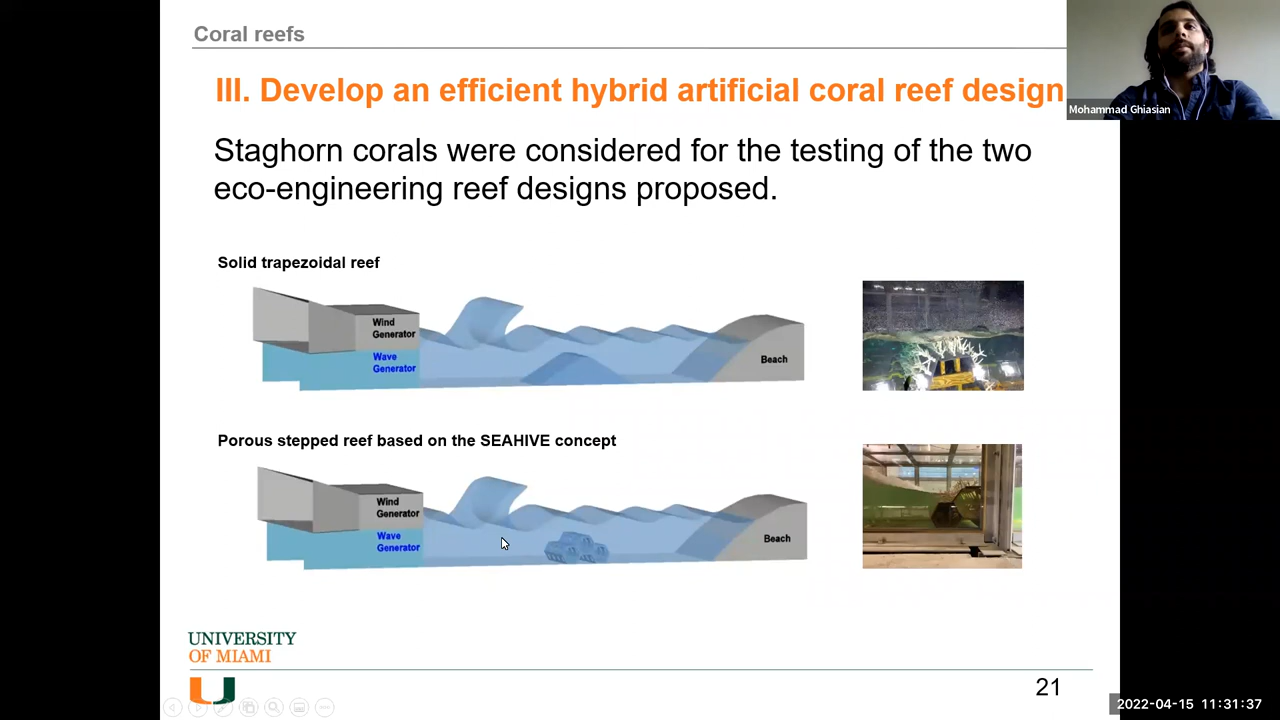 Coral reefs
III. Develop an efficient hybrid artificial coral reef design
Mohammad Ghiasian
Staghorn corals were considered for the testing of the two
eco-engineering reef designs proposed.
Solid trapezoidal reef
Wind
Generator
Wave
Generator
Beach
Porous stepped reef based on the SEAHIVE concept
Wind
Generator
Wave
Generator
Beach
UNIVERSITY
OF MIAMI
21
2022-04-15 11:31:37